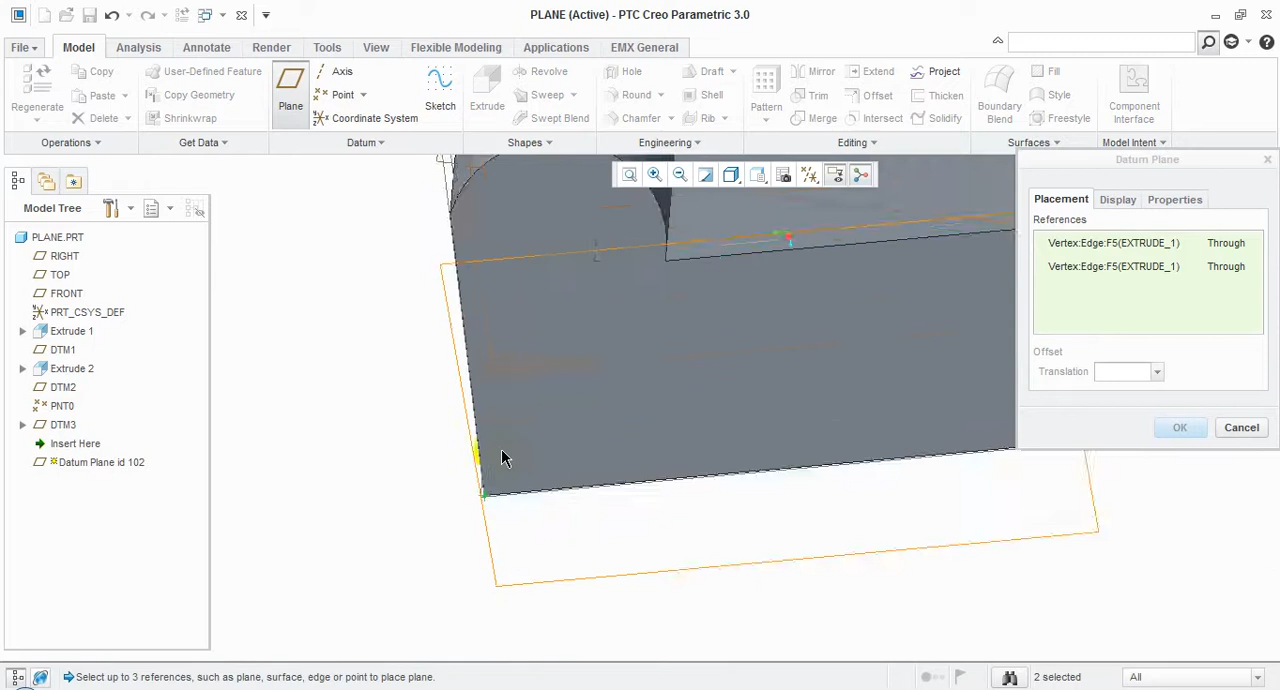 PLANE (Active) - PTC Creo Parametric 3.0
File Model Analysis Annotate Render Tools View Flexible Modeling Applications EMX General
Regenerate
Copy
Paste
Delete
User-Defined Feature
Copy Geometry
Shrinkwrap
Plane
Axis
Point
Coordinate System
Sketch
Extrude
Revolve
Sweep
Swept Blend
Hole
Round
Chamfer
Draft
Shell
Rib
Pattern
Mirror
Trim
Merge
Extend
Offset
Intersect
Project
Thicken
Solidify
Boundary
Blend
Fill
Style
Freestyle
Component
Interface
Operations Get Data Datum Shapes Engineering Editing Surfaces Model Intent
Model Tree
PLANE.PRT
RIGHT
TOP
FRONT
PRT_CSYS_DEF
Extrude 1
DTM1
Extrude 2
DTM2
PNT0
DTM3
Insert Here
Datum Plane id 102
Datum Plane
Placement Display Properties
References
Vertex:Edge:F5(EXTRUDE_1) Through
Vertex:Edge:F5(EXTRUDE_1) Through
Offset
Translation
OK Cancel
Select up to 3 references, such as plane, surface, edge or point to place plane.
2 selected
All